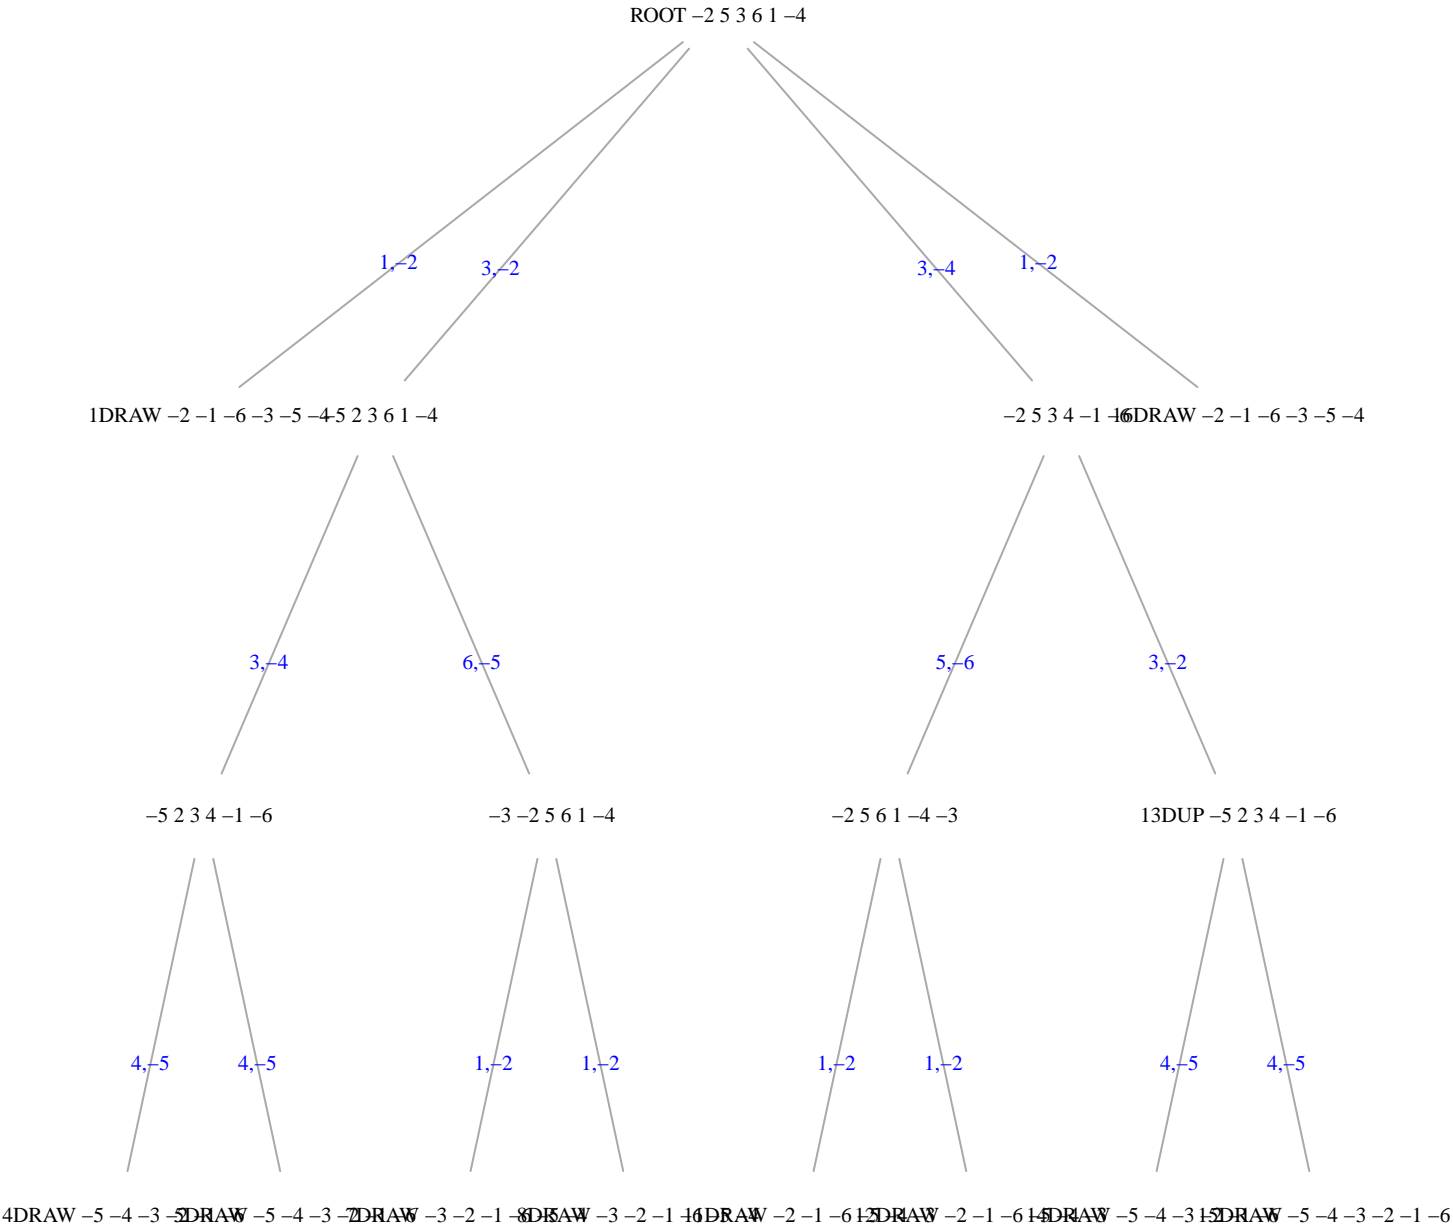 ROOT –2 5 3 6 1 –4
1,–2 3,–2 3,–4 1,–2
1DRAW –2 –1 –6 –3 –5 –4 –5 2 3 6 1 –4 –2 5 3 4 –1 –6 16DRAW –2 –1 –6 –3 –5 –4
3,–4 6,–5 5,–6 3,–2
–5 2 3 4 –1 –6 –3 –2 5 6 1 –4 –2 5 6 1 –4 –3 13DUP –5 2 3 4 –1 –6
4,–5 4,–5 1,–2 1,–2 1,–2 1,–2 4,–5 4,–5
4DRAW –5 –4 –3 –5 –4 –3 –3 –2 –1 –3 –2 –1 –2 –1 –6 –2 –1 –6 –5 –4 –3 –5 –4 –3 –2 –1 –6